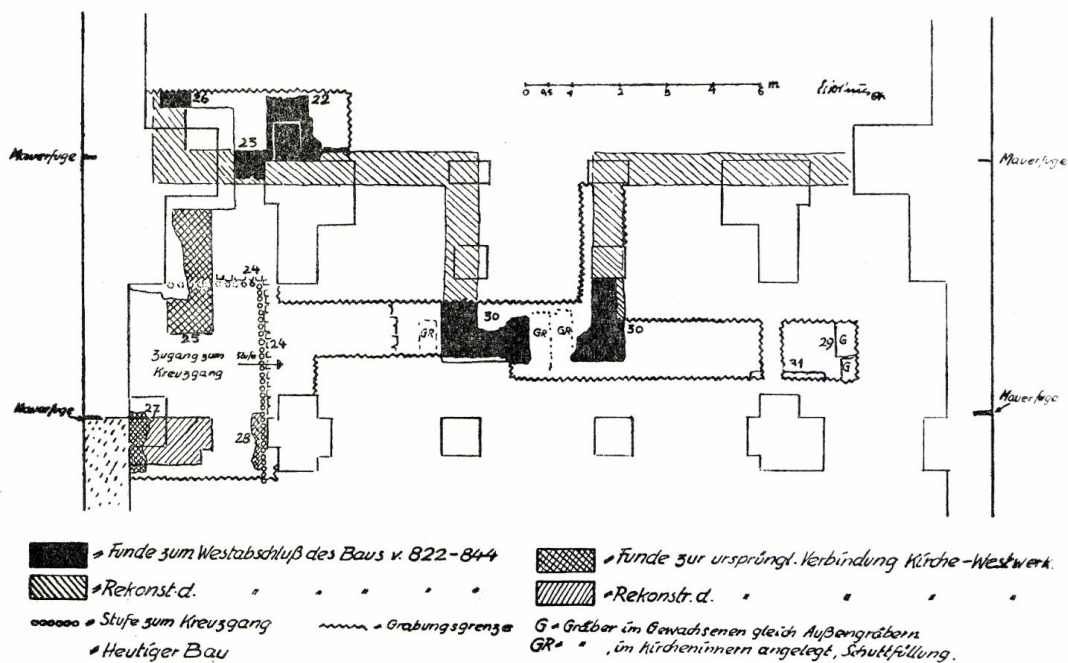 26
22
23
0 0,5 1 2 3 4 5 m
Mauerfuge
Mauerfuge
24
25
24
Zugang zum
Kreuzgang
Stufe
GR
30
GR
GR
30
29
G
G
31
Mauerfuge
27
28
Mauerfuge
= Funde zum Westabschluß des Baus v. 822-844
= Rekonst.d. " " " " "
= Stufe zum Kreuzgang
= Grabungsgrenze
= Heutiger Bau
= Funde zur ursprüngl. Verbindung Kirche-Westwerk.
= Rekonstr.d. " " " "
G = Gräber im Gewachsenen gleich Außengräbern
GR = " , im Kircheninnern angelegt, Schuttfüllung.